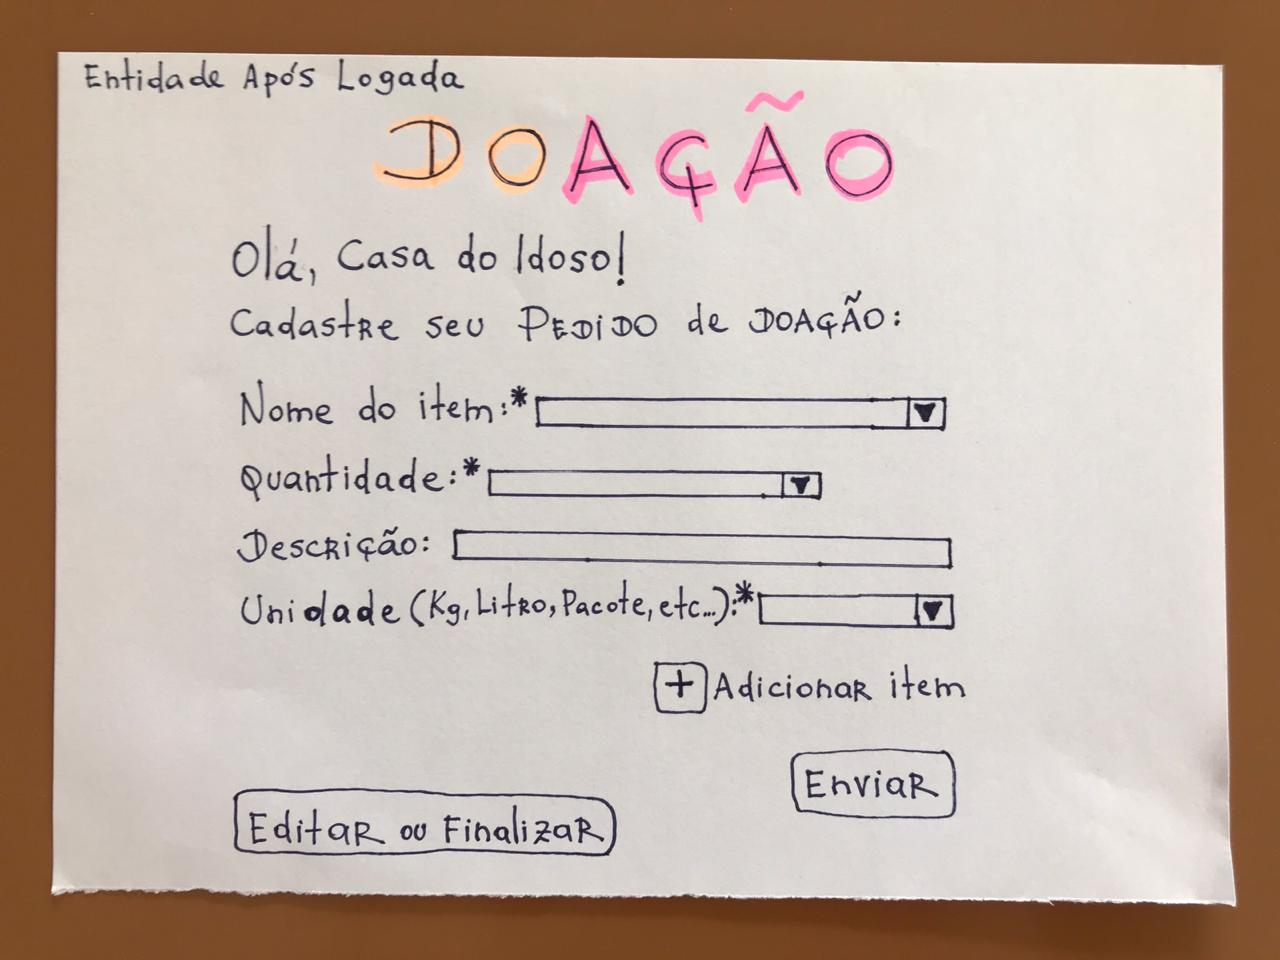 Entidade Após Logada
DOAÇÃO
Olá, Casa do Idoso!
Cadastre seu PEDIDO de DOAÇÃO:
Nome do item:*
Quantidade:*
Descrição:
Unidade (Kg, Litro, Pacote, etc...):*
+ Adicionar item
Enviar
Editar ou Finalizar